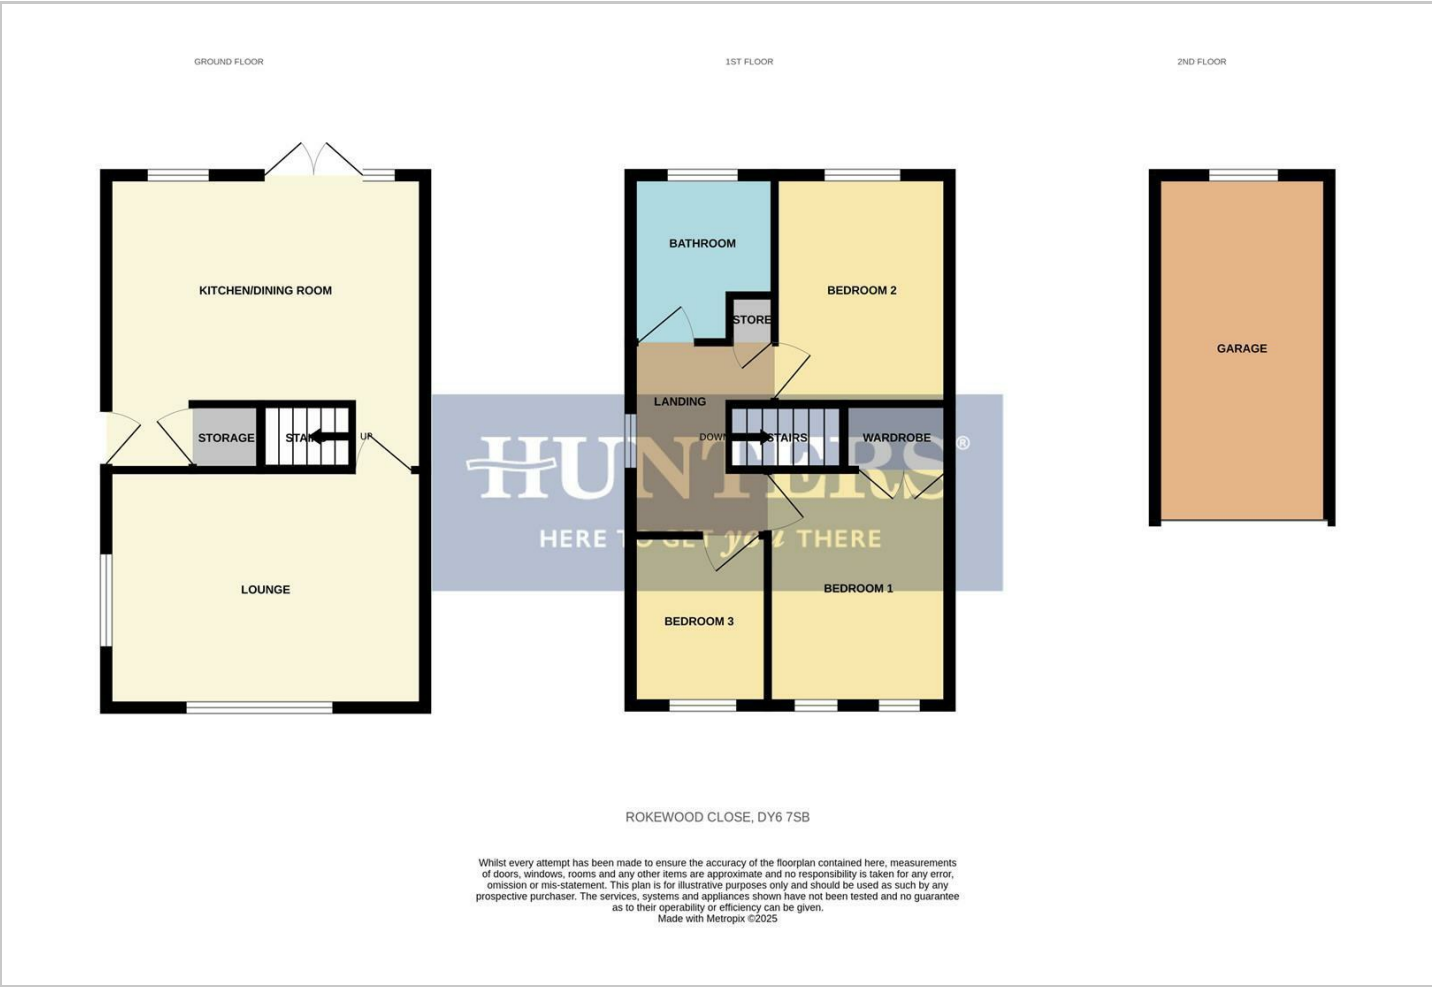 GROUND FLOOR
1ST FLOOR
2ND FLOOR
KITCHEN/DINING ROOM
STORAGE
STAIRS
UP
LOUNGE
BATHROOM
BEDROOM 2
STORE
LANDING
DOWN
STAIRS
WARDROBE
BEDROOM 3
BEDROOM 1
GARAGE
HUNTERS®
HERE TO GET you THERE
ROKEWOOD CLOSE, DY6 7SB
Whilst every attempt has been made to ensure the accuracy of the floorplan contained here, measurements
of doors, windows, rooms and any other items are approximate and no responsibility is taken for any error,
omission or mis-statement. This plan is for illustrative purposes only and should be used as such by any
prospective purchaser. The services, systems and appliances shown have not been tested and no guarantee
as to their operability or efficiency can be given.
Made with Metropix ©2025